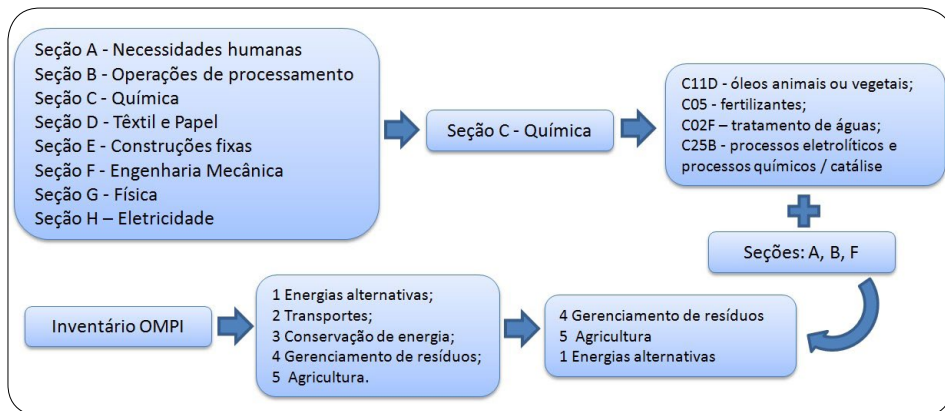 Seção A - Necessidades humanas
Seção B - Operações de processamento
Seção C - Química
Seção D - Têxtil e Papel
Seção E - Construções fixas
Seção F - Engenharia Mecânica
Seção G - Física
Seção H – Eletricidade
Seção C - Química
C11D - óleos animais ou vegetais;
C05 - fertilizantes;
C02F – tratamento de águas;
C25B - processos eletrolíticos e
processos químicos / catálise
Seções: A, B, F
Inventário OMPI
1 Energias alternativas;
2 Transportes;
3 Conservação de energia;
4 Gerenciamento de resíduos;
5 Agricultura.
4 Gerenciamento de resíduos
5 Agricultura
1 Energias alternativas